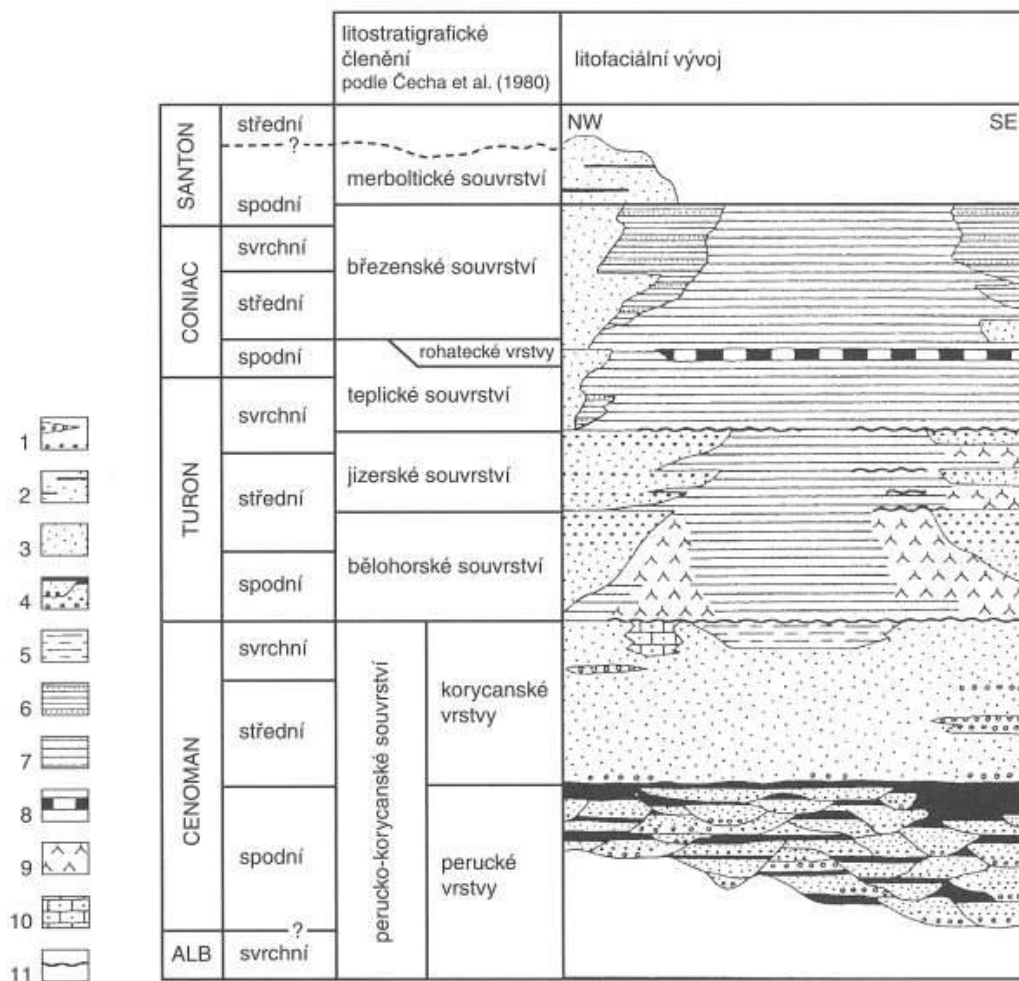 litostratigrafické
členění
podle Čecha et al. (1980)
litofaciální vývoj
NW
SE
SANTON
střední
?
spodní
merboltické souvrství
CONIAC
svrchní
střední
spodní
březenské souvrství
rohatecké vrstvy
teplické souvrství
TURON
svrchní
střední
spodní
jizerské souvrství
bělohorské souvrství
CENOMAN
svrchní
střední
spodní
?
perucko-korycanské souvrství
korycanské
vrstvy
perucké
vrstvy
ALB
svrchní
1
2
3
4
5
6
7
8
9
10
11